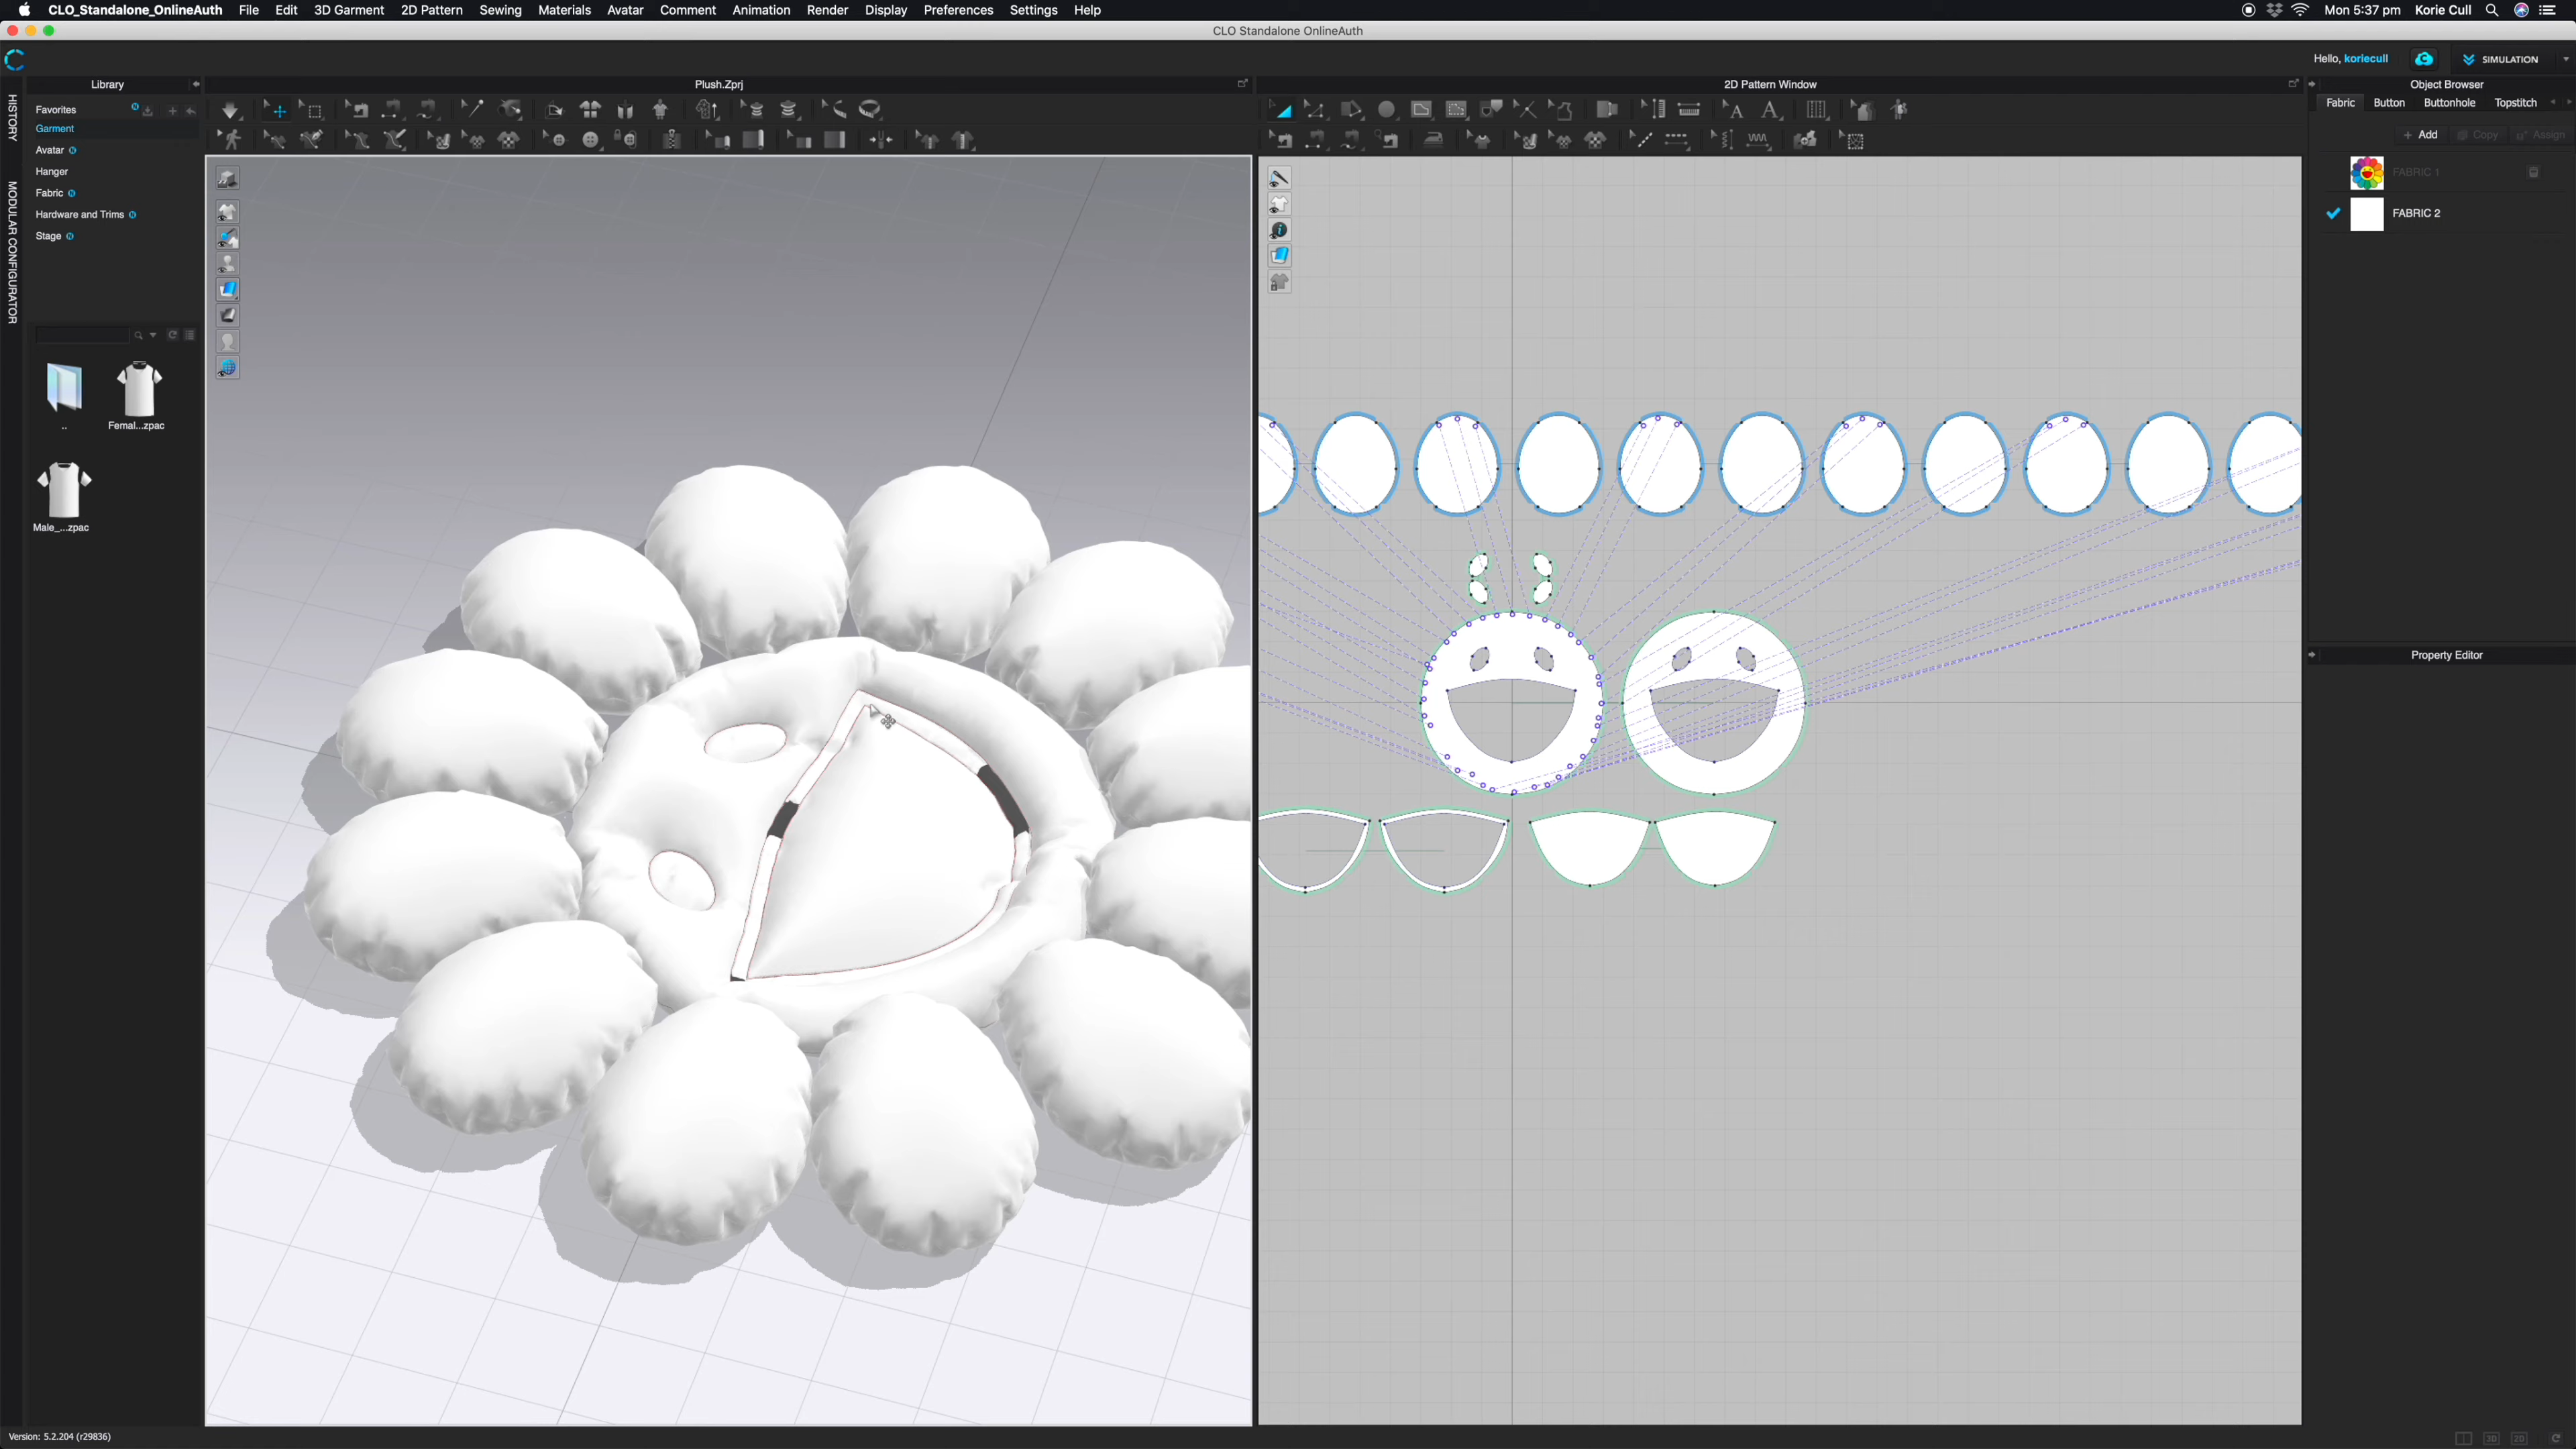 CLO_Standalone_OnlineAuth File Edit 3D Garment 2D Pattern Sewing Materials Avatar Comment Animation Render Display Preferences Settings Help Mon 5:37 pm Korie Cull
CLO Standalone OnlineAuth
Hello, koriecull SIMULATION
Library Plush.Zprj 2D Pattern Window Object Browser
HISTORY
MODULAR CONFIGURATOR
Favorites
Garment
Avatar
Hanger
Fabric
Hardware and Trims
Stage
..
Femal...zpac
Male_...zpac
Fabric Button Buttonhole Topstitch
+ Add Copy Assign
FABRIC 1
FABRIC 2
Property Editor
Version: 5.2.204 (r29836)
3D 2D